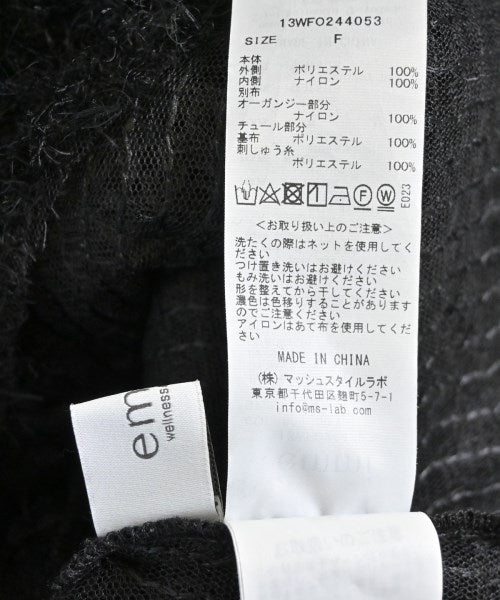 13WFO244053
SIZE F
本体
外側 ポリエステル 100%
内側 ナイロン 100%
別布
オーガンジー部分
ナイロン 100%
チュール部分
基布 ナイロン 100%
刺しゅう糸
ポリエステル 100%
E023
<お取り扱い上のご注意>
洗たくの際はネットを使用してく
ださい
つけ置き洗いはお避けください
もみ洗いはお避けください
形を整えてから干してください
濃色は色移りすることがあります
のでご注意ください
アイロンはあて布を使用してくだ
さい
MADE IN CHINA
(株) マッシュスタイルラボ
東京都千代田区麹町5-7-1
info@ms-lab.com
em
wellness